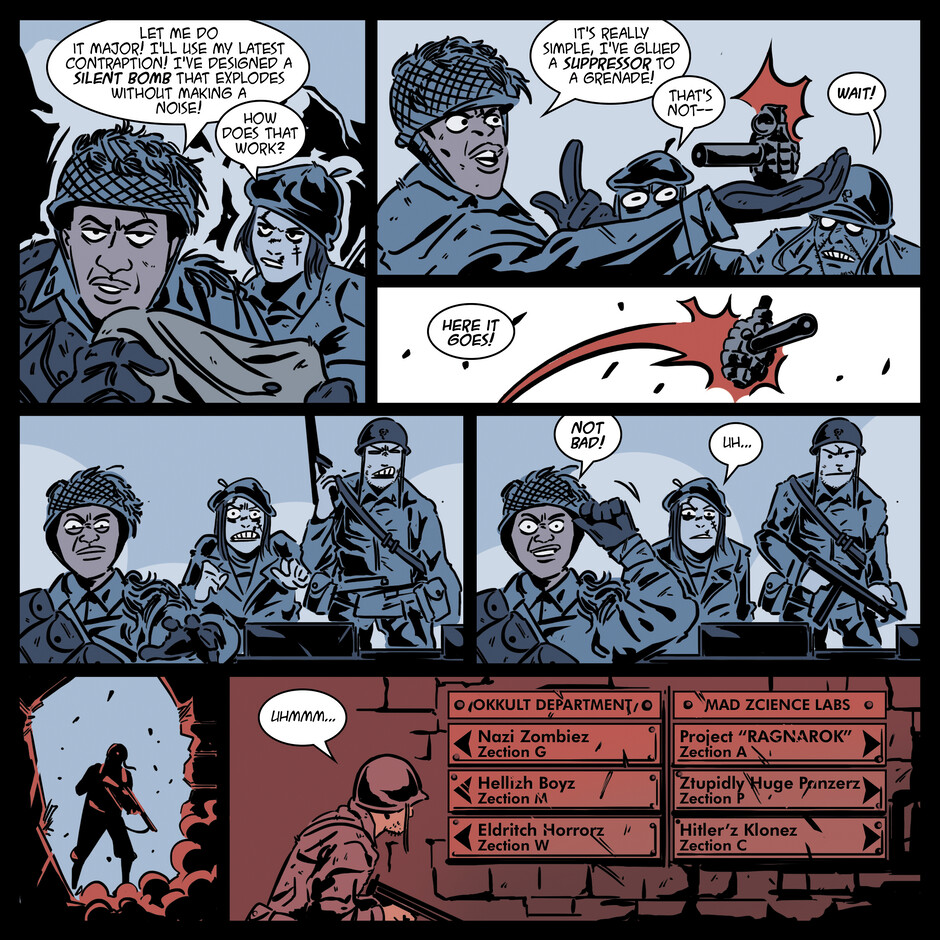 LET ME DO
IT MAJOR! I'LL USE MY LATEST
CONTRAPTION! I'VE DESIGNED A
SILENT BOMB THAT EXPLODES
WITHOUT MAKING A
NOISE!
HOW
DOES THAT
WORK?
IT'S REALLY
SIMPLE, I'VE GLUED
A SUPPRESSOR TO
A GRENADE!
THAT'S
NOT--
WAIT!
HERE IT
GOES!
NOT
BAD!
UH...
UHMMM...
OKKULT DEPARTMENT
Nazi Zombiez
Zection G
Hellizh Boyz
Zection M
Eldritch Horrorz
Zection W
MAD ZCIENCE LABS
Project "RAGNAROK"
Zection A
Ztupidly Huge Panzerz
Zection P
Hitler'z Klonez
Zection C